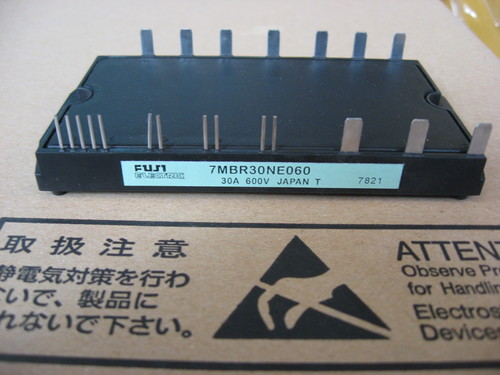 FUJI
ELECTRIC
7MBR30NE060
30A 600V JAPAN T 7821
取扱注意
静電気対策を行わ
ないで、製品に
れないで下さい。
ATTEN
Observe Pr
for Handlin
Electros
Devices